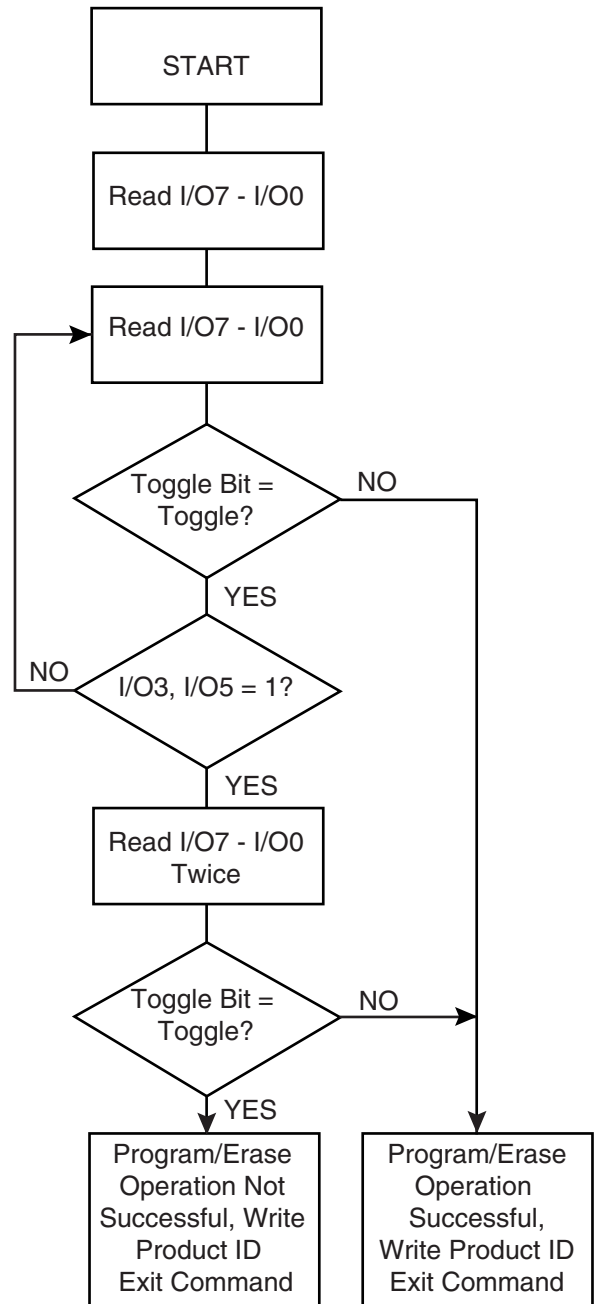 START
Read I/O7 - I/O0
Read I/O7 - I/O0
Toggle Bit =
Toggle?
NO
YES
NO
I/O3, I/O5 = 1?
YES
Read I/O7 - I/O0
Twice
Toggle Bit =
Toggle?
NO
YES
Program/Erase
Operation Not
Successful, Write
Product ID
Exit Command
Program/Erase
Operation
Successful,
Write Product ID
Exit Command